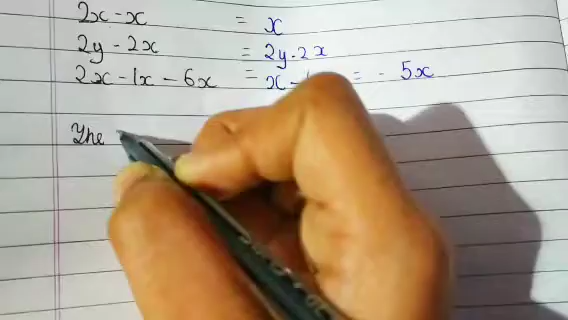 2x - x = x
2y - 2x = 2y - 2x
2x - 1x - 6x = x - = - 5x
The